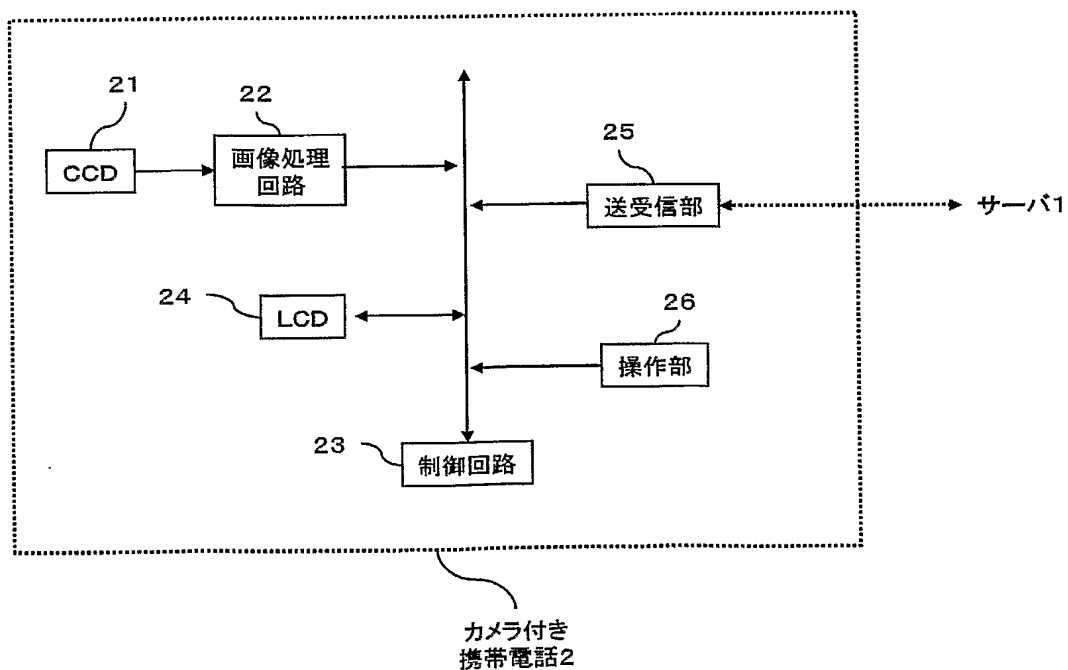 21
22
CCD
画像処理
回路
25
送受信部
サーバ1
24
LCD
26
操作部
23
制御回路
カメラ付き
携帯電話2